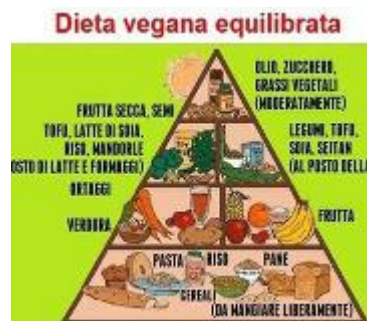 Dieta vegana equilibrata
OLIO, ZUCCHERO,
GRASSI VEGETALI
(MODERATAMENTE)
FRUTTA SECCA, SEMI
TOFU, LATTE DI SOIA,
RISO, MANDORLE
OSTO DI LATTE E FORMAGGI)
ORTAGGI
LEGUMI, TOFU,
SOIA, SEITAN
(AL POSTO DELLA
VERDURA
FRUTTA
PASTA RISO PANE
CEREALI
(DA MANGIARE LIBERAMENTE)